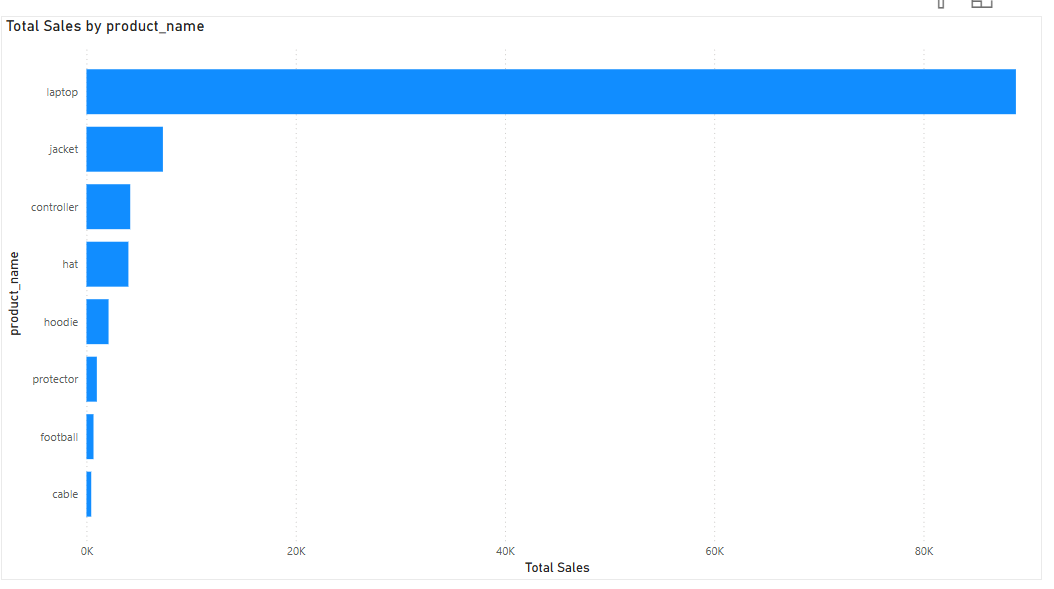 Total Sales by product_name
laptop
jacket
controller
hat
hoodie
protector
football
cable
product_name
0K 20K 40K 60K 80K
Total Sales